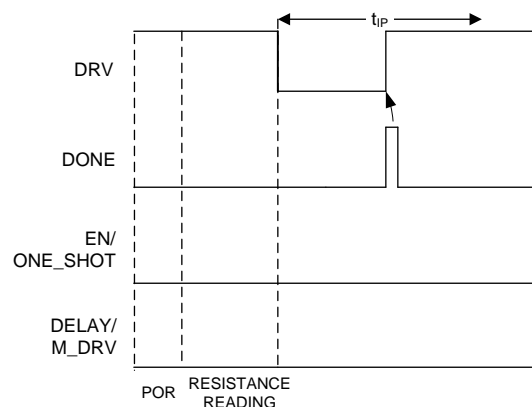 t_IP
DRV
DONE
EN/
ONE_SHOT
DELAY/
M_DRV
POR
RESISTANCE
READING